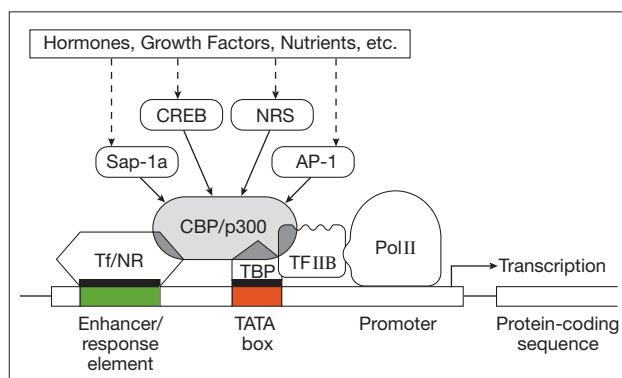 Hormones, Growth Factors, Nutrients, etc.
CREB
NRS
Sap-1a
AP-1
CBP/p300
Tf/NR
TBP
TFIIB
PolII
Transcription
Enhancer/
response
element
TATA
box
Promoter
Protein-coding
sequence